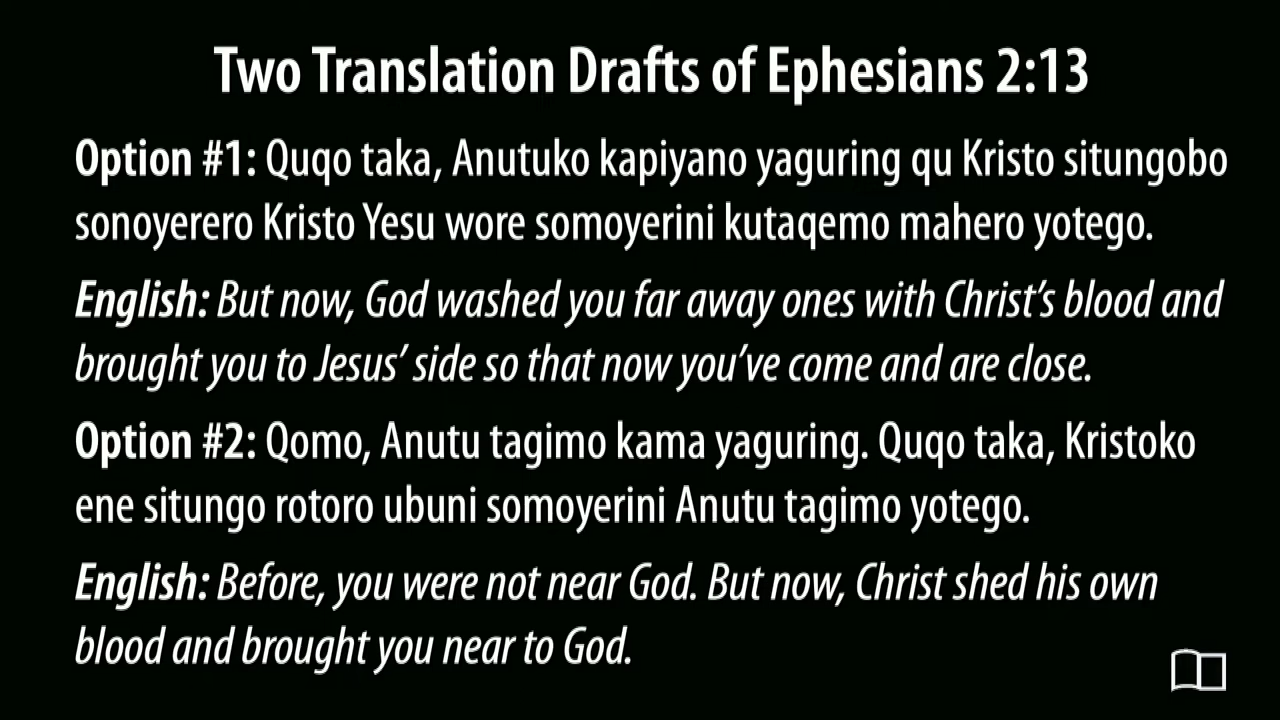 Two Translation Drafts of Ephesians 2:13
Option #1: Quqo taka, Anutuko kapiyano yaguring qu Kristo situngobo
sonoyerero Kristo Yesu wore somoyerini kutaqemo mahero yotego.
English: But now, God washed you far away ones with Christ's blood and
brought you to Jesus' side so that now you've come and are close.
Option #2: Qomo, Anutu tagimo kama yaguring. Quqo taka, Kristoko
ene situngo rotoro ubuni somoyerini Anutu tagimo yotego.
English: Before, you were not near God. But now, Christ shed his own
blood and brought you near to God.